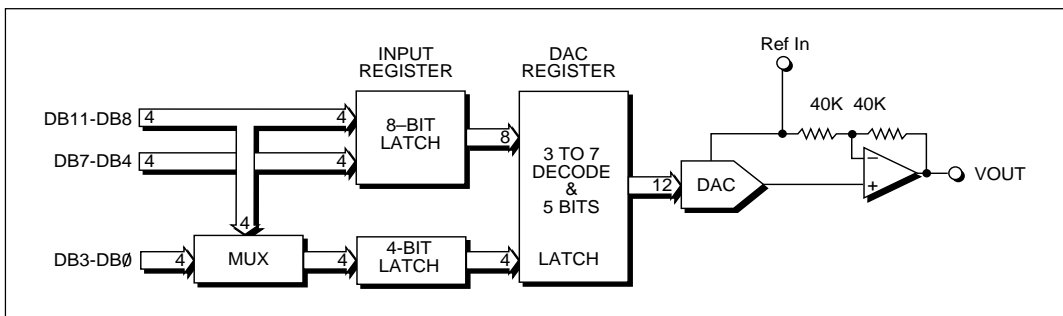 Ref In
INPUT
REGISTER
DAC
REGISTER
40K 40K
DB11-DB8
4
4
8–BIT
LATCH
8
DB7-DB4
4
4
3 TO 7
DECODE
&
5 BITS
LATCH
12
DAC
−
+
VOUT
4
DB3-DBØ
4
MUX
4
4-BIT
LATCH
4